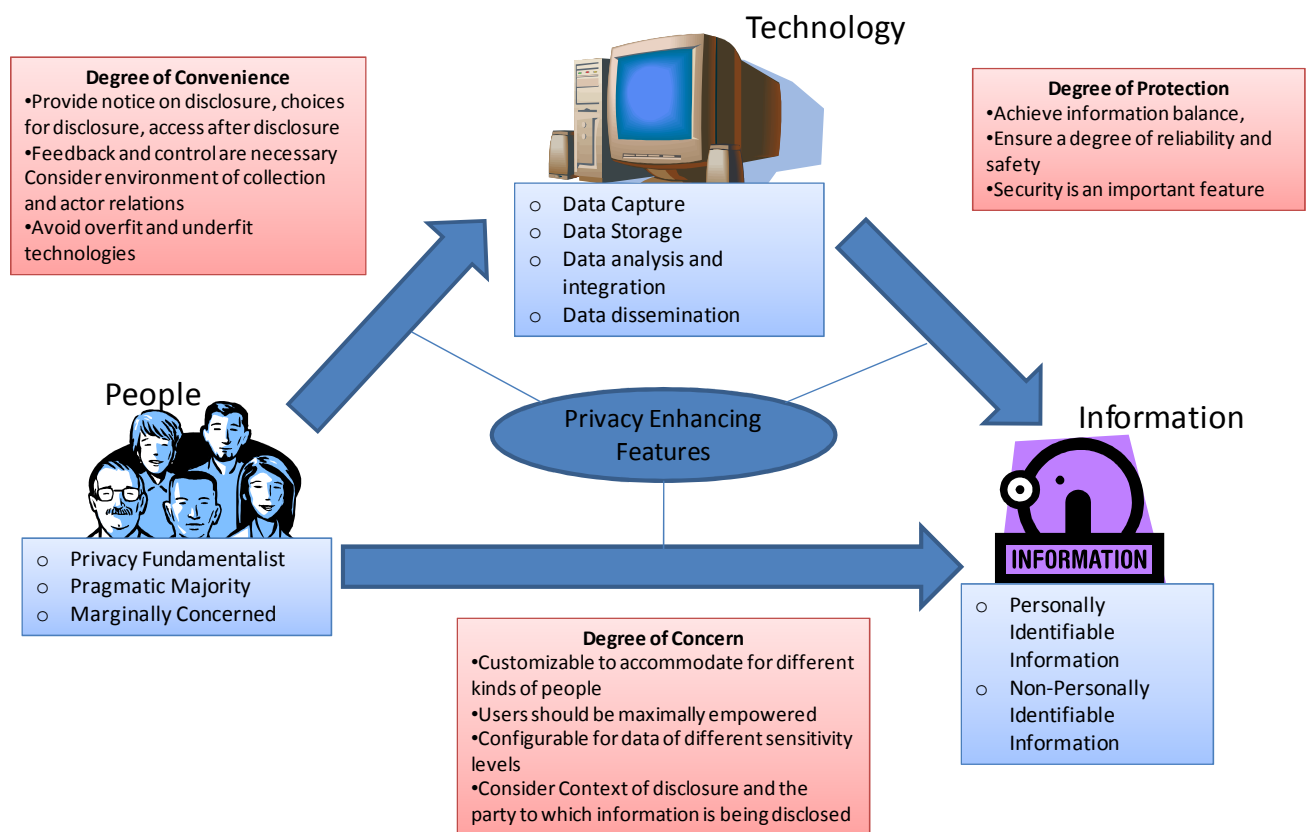 Technology
Degree of Convenience
•Provide notice on disclosure, choices
for disclosure, access after disclosure
•Feedback and control are necessary
Consider environment of collection
and actor relations
•Avoid overfit and underfit
technologies
Degree of Protection
•Achieve information balance,
•Ensure a degree of reliability and
safety
•Security is an important feature
o Data Capture
o Data Storage
o Data analysis and
integration
o Data dissemination
People
Privacy Enhancing
Features
Information
INFORMATION
o Privacy Fundamentalist
o Pragmatic Majority
o Marginally Concerned
o Personally
Identifiable
Information
o Non-Personally
Identifiable
Information
Degree of Concern
•Customizable to accommodate for different
kinds of people
•Users should be maximally empowered
•Configurable for data of different sensitivity
levels
•Consider Context of disclosure and the
party to which information is being disclosed